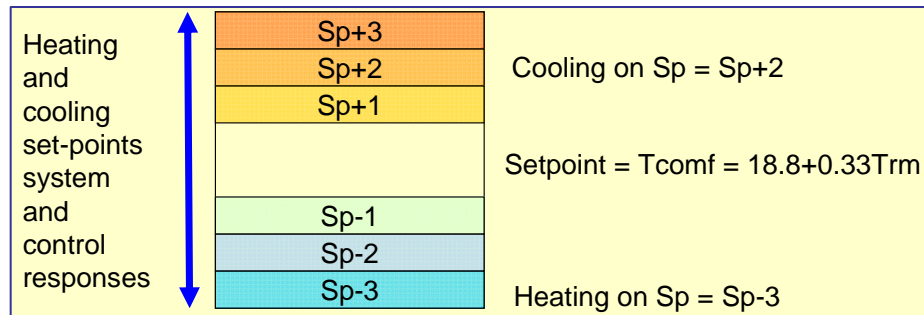 Heating
and
cooling
set-points
system
and
control
responses
Sp+3
Sp+2
Sp+1
Sp-1
Sp-2
Sp-3
Cooling on Sp = Sp+2
Setpoint = Tcomf = 18.8+0.33Trm
Heating on Sp = Sp-3